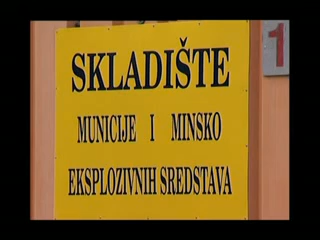 SKLADIŠTE
MUNICIJE I MINSKO
EKSPLOZIVNIH SREDSTAVA
1